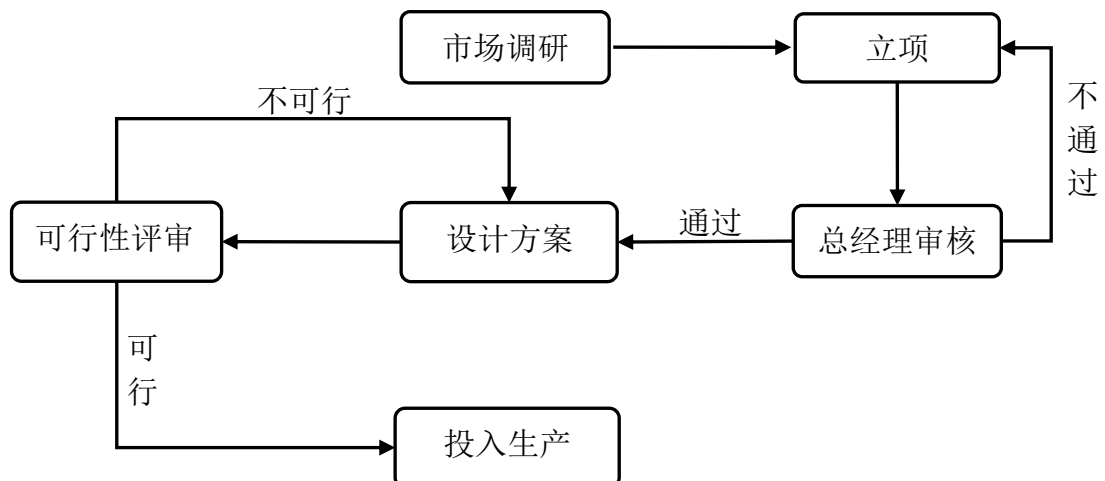 市场调研
立项
不可行
不通过
可行性评审
设计方案
通过
总经理审核
可行
投入生产